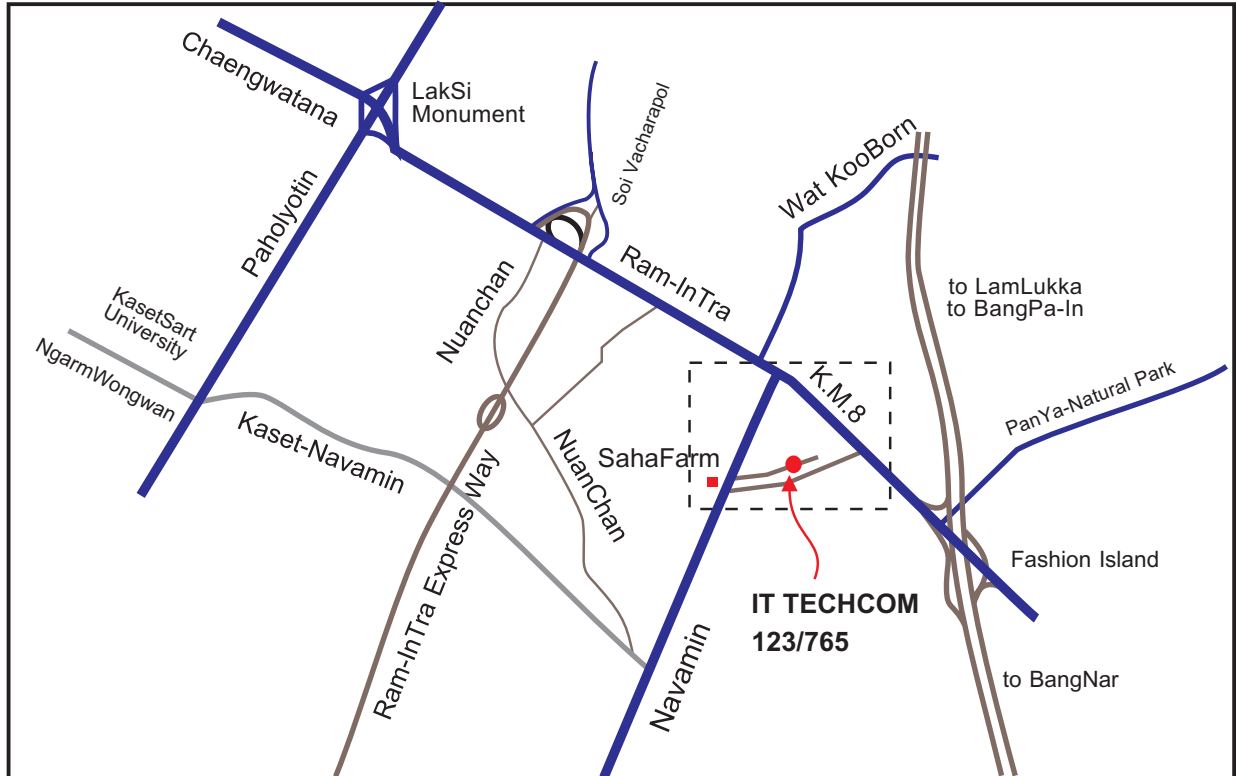 Chaengwatana
LakSi
Monument
Soi Vacharapol
Wat KooBorn
Paholyotin
Ram-InTra
Nuanchan
to LamLukka
to BangPa-In
KasetSart
University
NgarmWongwan
K.M.8
PanYa-Natural Park
Kaset-Navamin
NuanChan
SahaFarm
Ram-InTra Express Way
Fashion Island
IT TECHCOM
123/765
Navamin
to BangNar